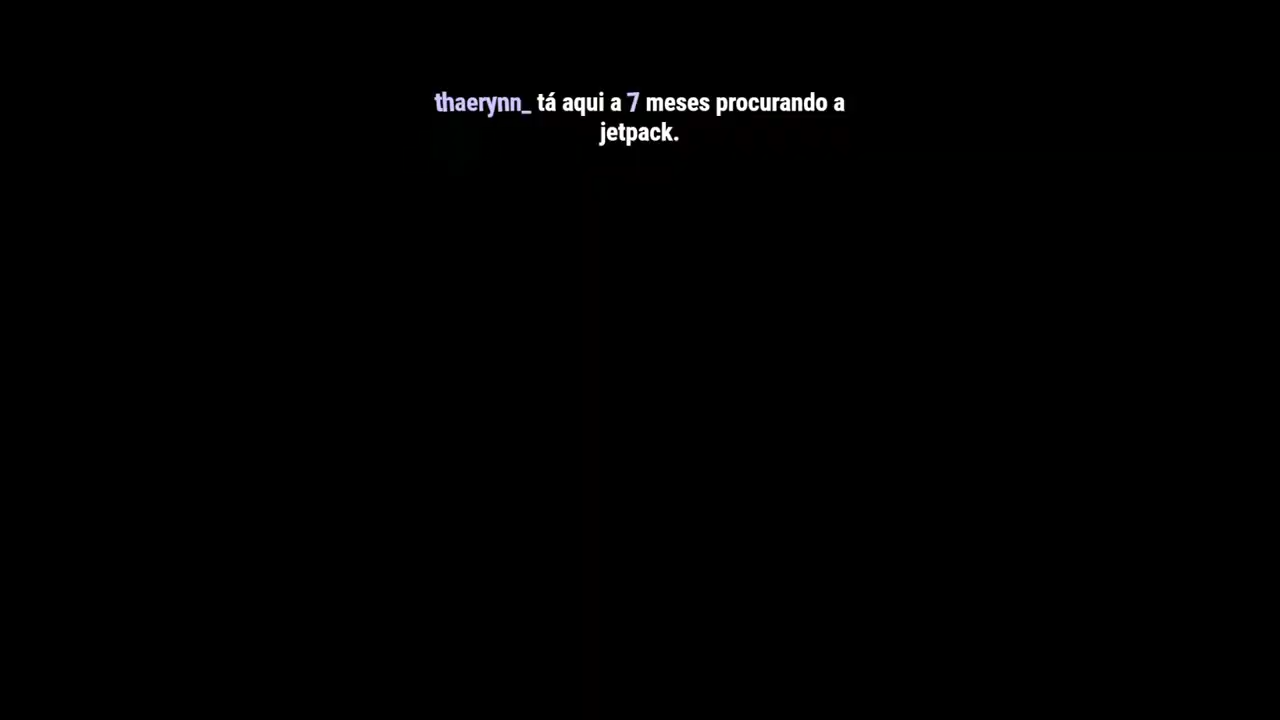 thaerynn_ tá aqui a 7 meses procurando a
jetpack.